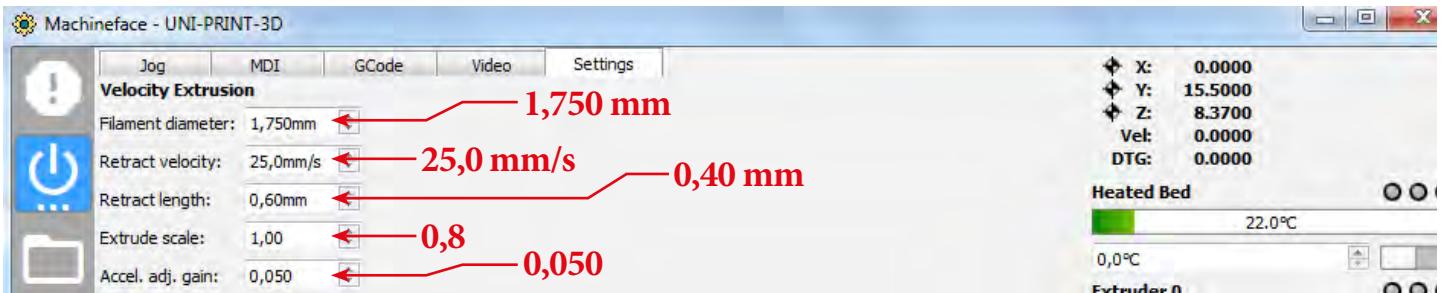 Machineface - UNI-PRINT-3D
Jog MDI GCode Video Settings
Velocity Extrusion
Filament diameter: 1,750mm 1,750 mm
Retract velocity: 25,0mm/s 25,0 mm/s
Retract length: 0,60mm 0,40 mm
Extrude scale: 1,00 0,8
Accel. adj. gain: 0,050 0,050
X: 0.0000
Y: 15.5000
Z: 8.3700
Vel: 0.0000
DTG: 0.0000
Heated Bed
22.0°C
0,0°C
Extruder 0